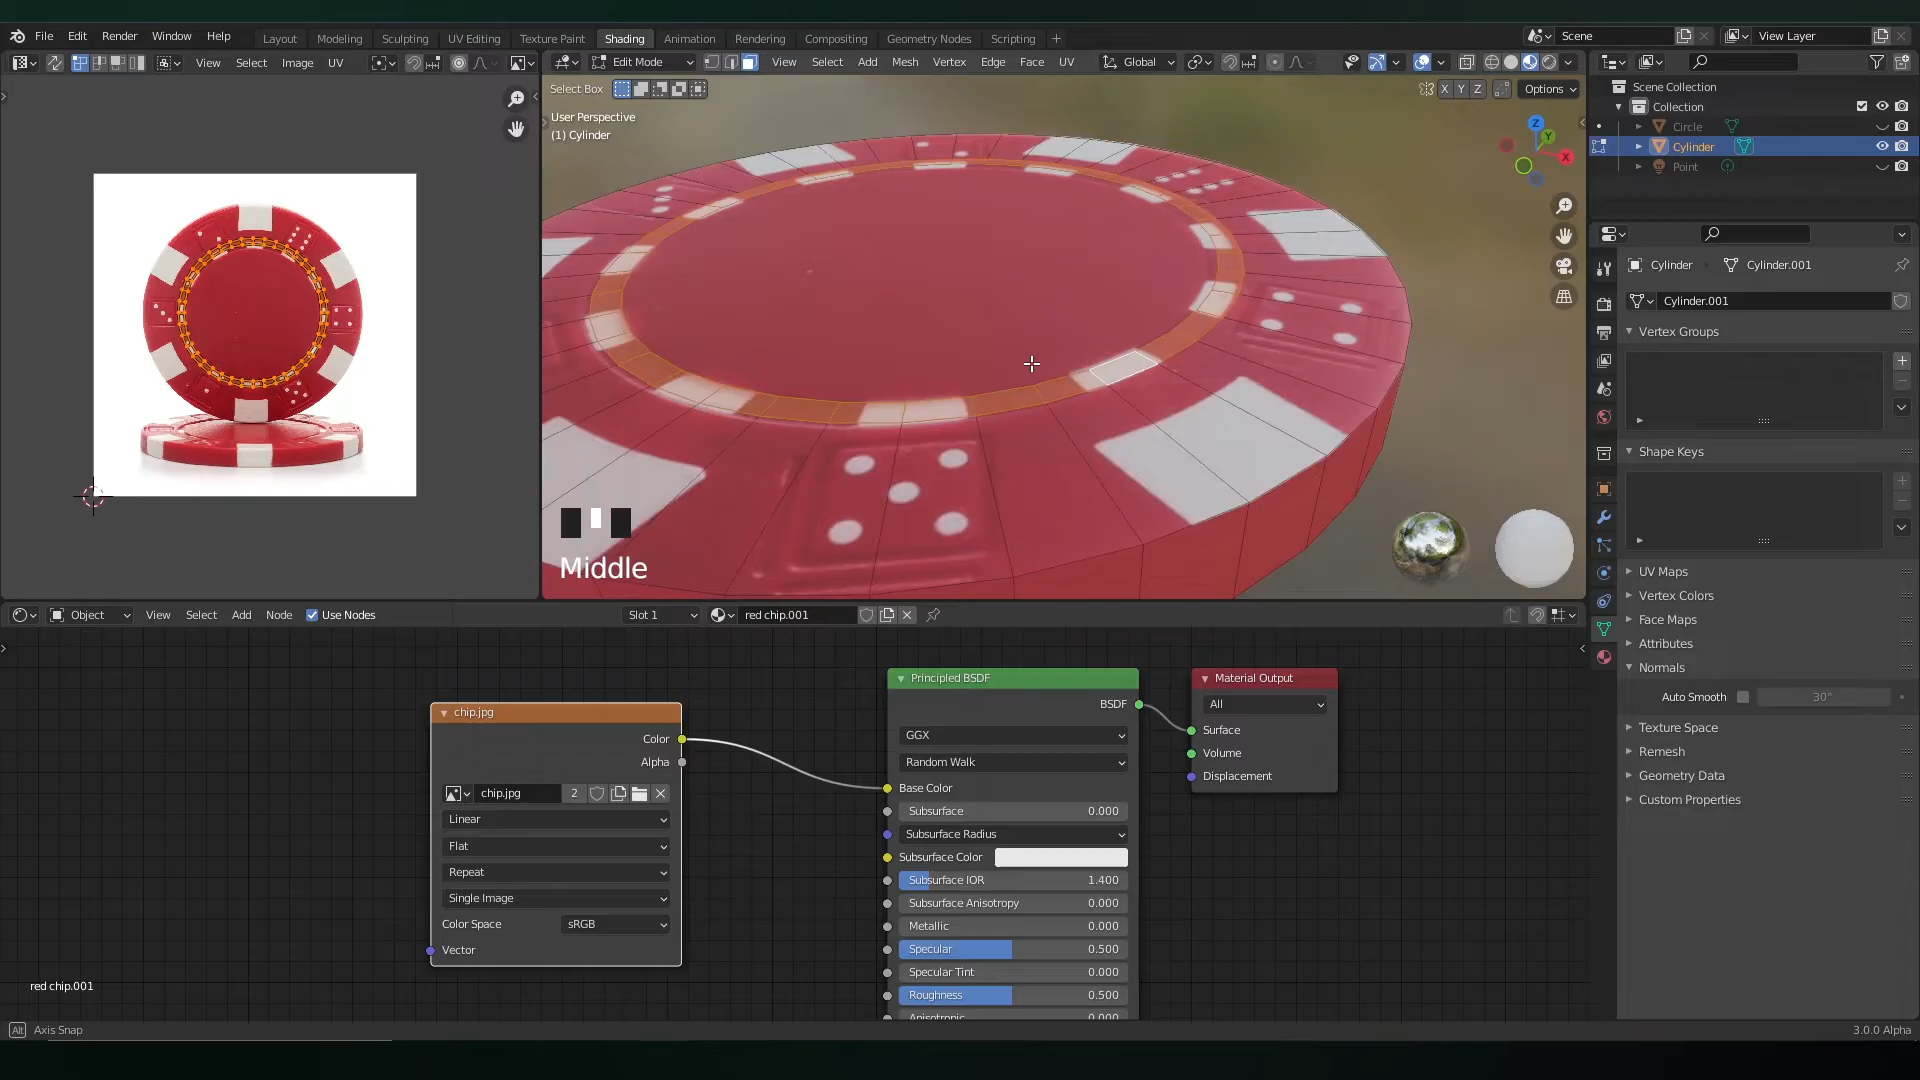 File Edit Render Window Help Layout Modeling Sculpting UV Editing Texture Paint Shading Animation Rendering Compositing Geometry Nodes Scripting Scene View Layer
View Select Image UV Edit Mode View Select Add Mesh Vertex Edge Face UV Global
Select Box X Y Z Options
User Perspective
(1) Cylinder
Z
Y
X
Middle
Scene Collection
Collection
Circle
Cylinder
Point
Cylinder Cylinder.001
Cylinder.001
Vertex Groups
Shape Keys
UV Maps
Vertex Colors
Face Maps
Attributes
Normals
Auto Smooth 30°
Texture Space
Remesh
Geometry Data
Custom Properties
Object View Select Add Node Use Nodes Slot 1 red chip.001
chip.jpg
Color
Alpha
chip.jpg 2
Linear
Flat
Repeat
Single Image
Color Space sRGB
Vector
Principled BSDF
BSDF
GGX
Random Walk
Base Color
Subsurface 0.000
Subsurface Radius
Subsurface Color
Subsurface IOR 1.400
Subsurface Anisotropy 0.000
Metallic 0.000
Specular 0.500
Specular Tint 0.000
Roughness 0.500
Anisotropic 0.000
Material Output
All
Surface
Volume
Displacement
red chip.001
Alt Axis Snap 3.0.0 Alpha